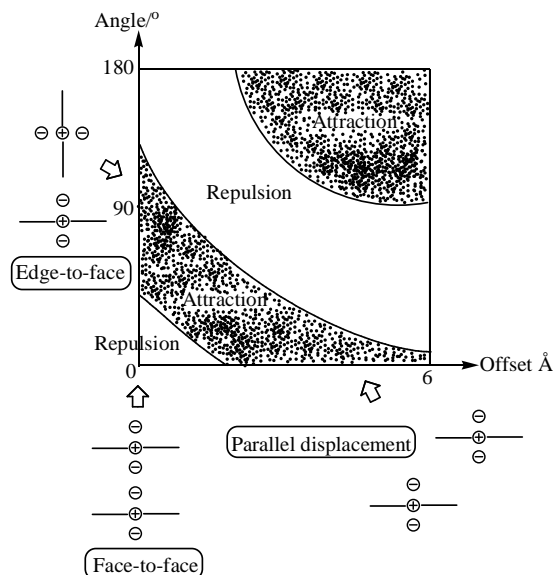 Angle/°
180
Attraction
Repulsion
90
Edge-to-face
Attraction
Repulsion
0
6
Offset Å
Parallel displacement
Face-to-face